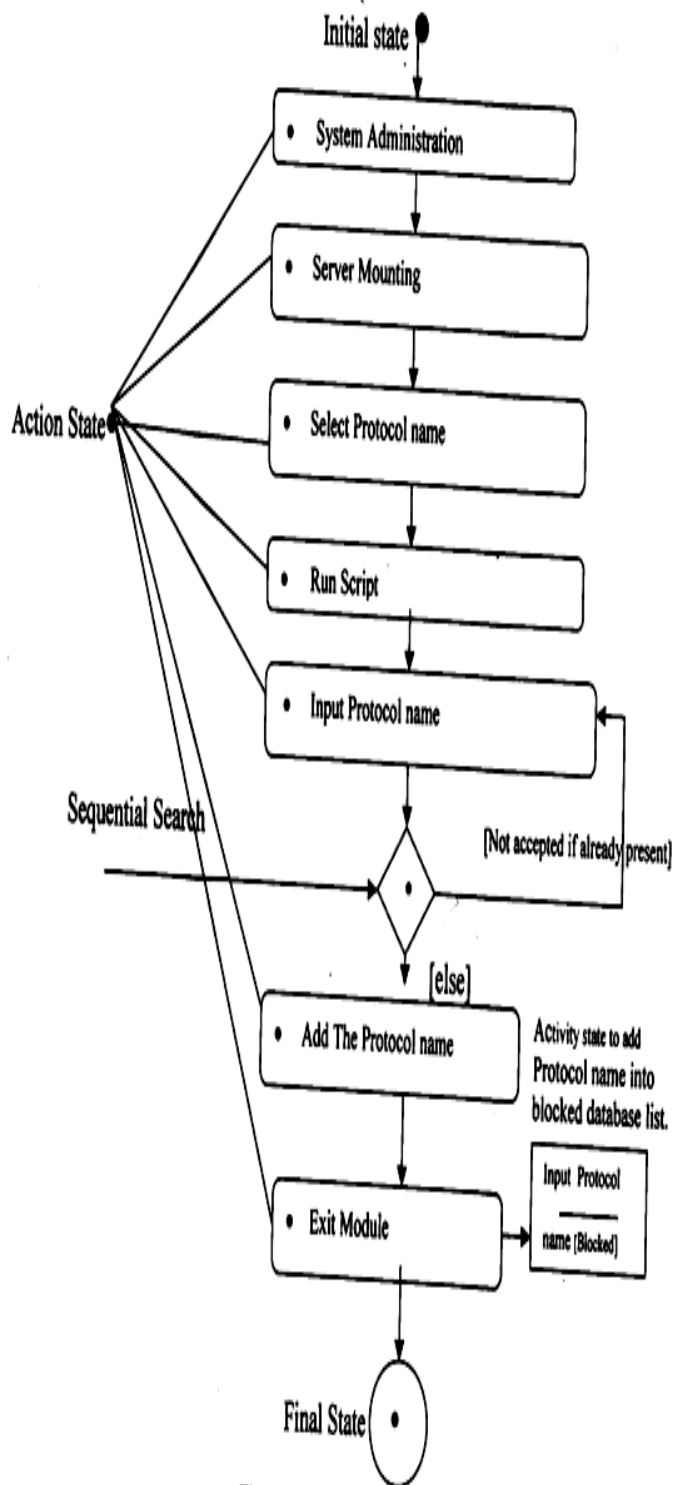 Initial state
System Administration
Server Mounting
Action State
Select Protocol name
Run Script
Input Protocol name
Sequential Search
[Not accepted if already present]
[else]
Add The Protocol name
Activity state to add
Protocol name into
blocked database list.
Input Protocol
name [Blocked]
Exit Module
Final State